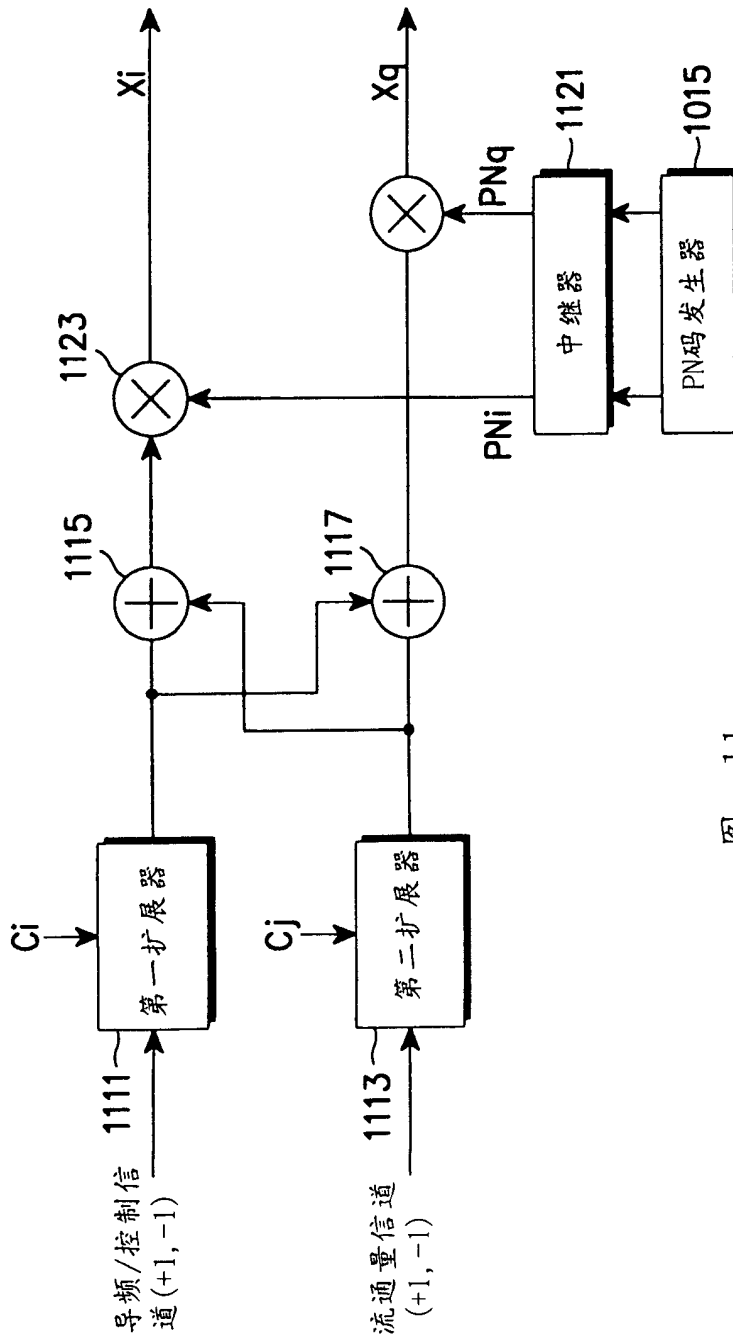 导频/控制信
道(+1,-1)
1111
Ci
第一扩展器
1115
1123
Xi
流通量信道
(+1,-1)
1113
Cj
第二扩展器
1117
Xq
PNi
PNq
中继器
1121
PN码发生器
1015
图 11